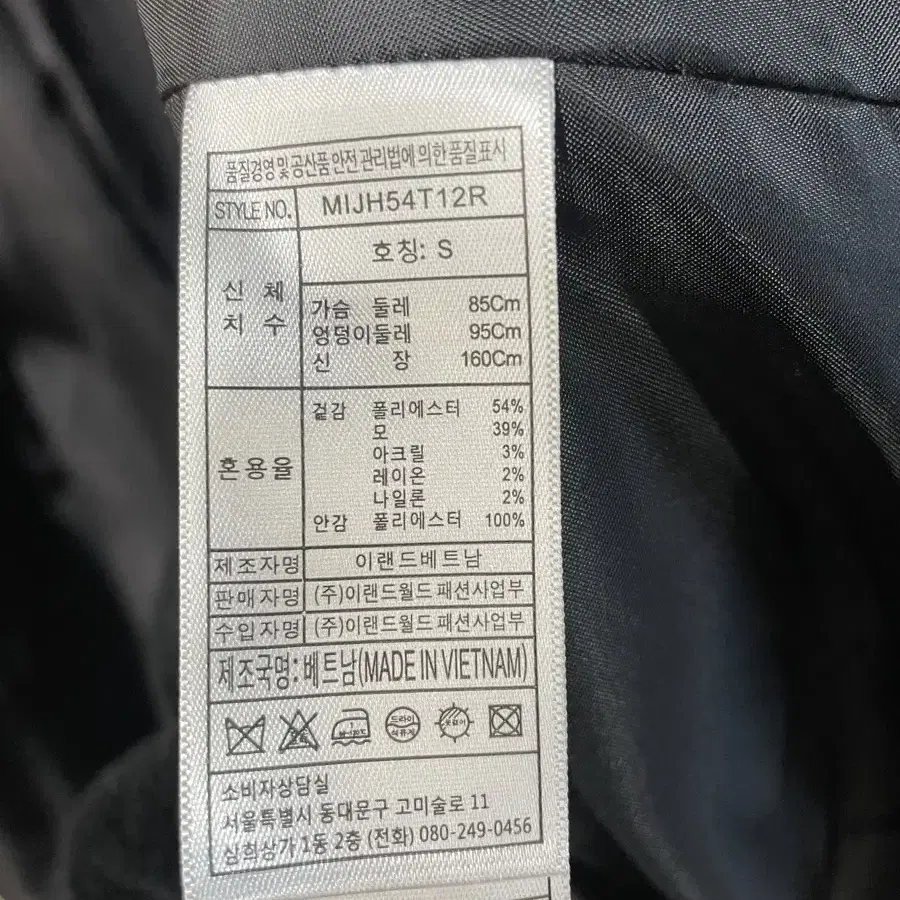 품질경영 및 공산품 안전 관리법에 의한 품질표시
STYLE NO. MIJH54T12R
호칭: S
신 체
치 수
가슴 둘레 85Cm
엉덩이둘레 95Cm
신 장 160Cm
혼용율
겉감 폴리에스터 54%
모 39%
아크릴 3%
레이온 2%
나일론 2%
안감 폴리에스터 100%
제조자명 이랜드베트남
판매자명 (주)이랜드월드 패션사업부
수입자명 (주)이랜드월드 패션사업부
제조국명: 베트남(MADE IN VIETNAM)
드라이
석유계
옷걸이
소비자상담실
서울특별시 동대문구 고미술로 11
삼희상가 1동 2층 (전화) 080-249-0456